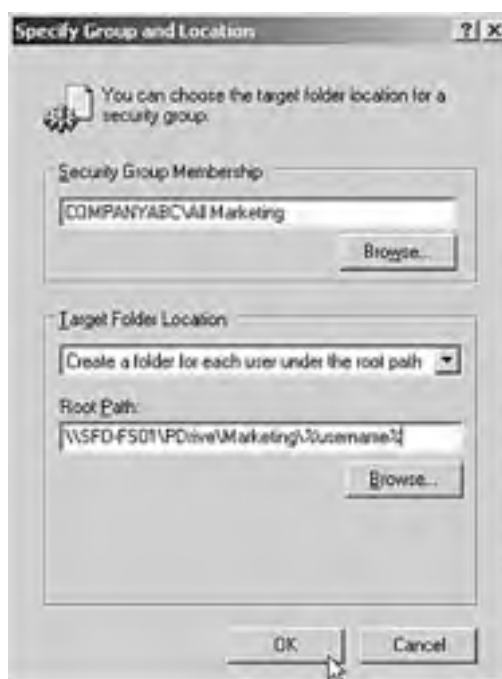 Specify Group and Location
You can choose the target folder location for a
security group.
Security Group Membership
COMPANYABC\All Marketing
Browse...
Target Folder Location
Create a folder for each user under the root path
Root Path:
\\SFO-FS01\PDrive\Marketing\%username%
Browse...
OK
Cancel